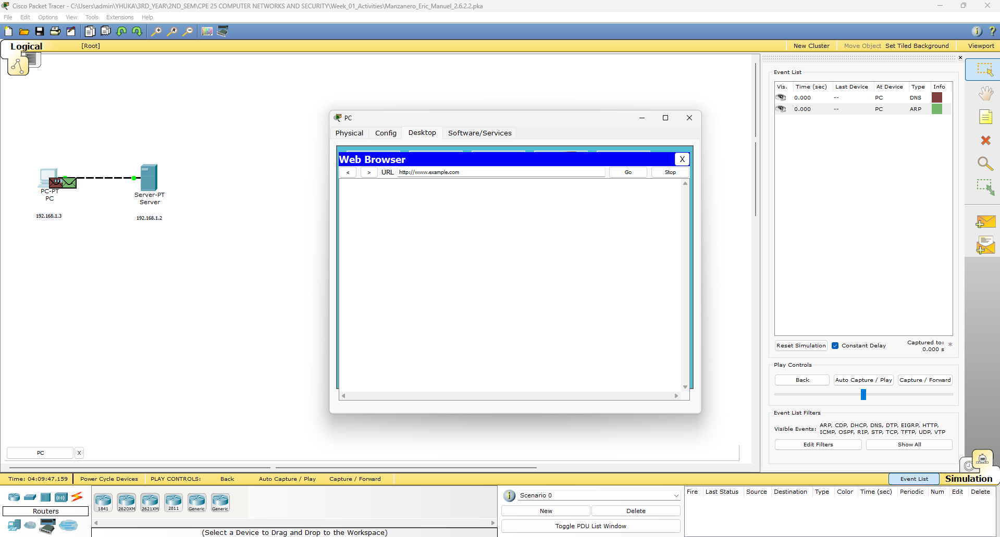 Cisco Packet Tracer - C:\Users\admin\YHUKA\3RD_YEAR\2ND_SEM\CPE 25 COMPUTER NETWORKS AND SECURITY\Week_01_Activities\Manzanero_Eric_Manuel_2.6.2.2.pka
File Edit Options View Tools Extensions Help
Logical [Root] New Cluster Move Object Set Tiled Background Viewport
PC-PT
PC
192.168.1.3
Server-PT
Server
192.168.1.2
PC
Physical Config Desktop Software/Services
Web Browser X
< > URL http://www.example.com Go Stop
Event List
Vis. Time (sec) Last Device At Device Type Info
0.000 -- PC DNS
0.000 -- PC ARP
Reset Simulation Constant Delay Captured to: *
0.000 s
Play Controls
Back Auto Capture / Play Capture / Forward
Event List Filters
Visible Events: ARP, CDP, DHCP, DNS, DTP, EIGRP, HTTP,
ICMP, OSPF, RIP, STP, TCP, TFTP, UDP, VTP
Edit Filters Show All
PC X
Time: 04:09:47.159 Power Cycle Devices PLAY CONTROLS: Back Auto Capture / Play Capture / Forward Event List Simulation
Routers
1841 2620XM 2621XM 2811 Generic Generic
(Select a Device to Drag and Drop to the Workspace)
Scenario 0
New Delete
Toggle PDU List Window
Fire Last Status Source Destination Type Color Time (sec) Periodic Num Edit Delete